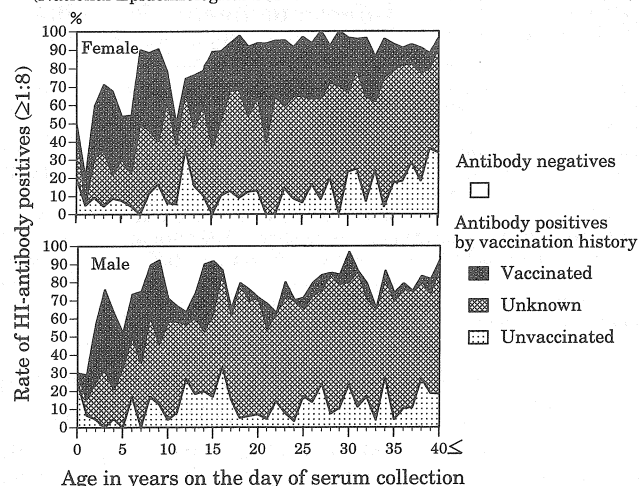 %
100
90
80
70
60
50
40
30
20
10
0
Female
100
90
80
70
60
50
40
30
20
10
0
Male
0 5 10 15 20 25 30 35 40≤
Age in years on the day of serum collection
Rate of HI-antibody positives (≥1:8)
Antibody negatives
Antibody positives
by vaccination history
Vaccinated
Unknown
Unvaccinated